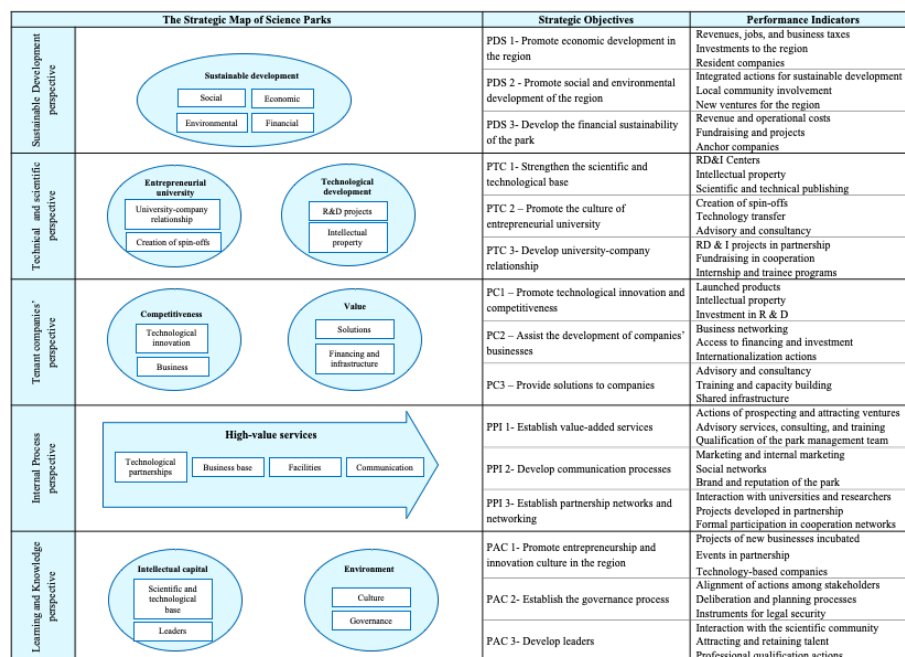 The Strategic Map of Science Parks
Strategic Objectives
Performance Indicators
Sustainable Development
perspective
Sustainable development
Social
Economic
Environmental
Financial
PDS 1- Promote economic development in
the region
Revenues, jobs, and business taxes
Investments to the region
Resident companies
PDS 2 - Promote social and environmental
development of the region
Integrated actions for sustainable development
Local community involvement
New ventures for the region
PDS 3- Develop the financial sustainability
of the park
Revenue and operational costs
Fundraising and projects
Anchor companies
Technical and scientific
perspective
Entrepreneurial
university
University-company
relationship
Creation of spin-offs
Technological
development
R&D projects
Intellectual
property
PTC 1- Strengthen the scientific and
technological base
RD&I Centers
Intellectual property
Scientific and technical publishing
PTC 2 – Promote the culture of
entrepreneurial university
Creation of spin-offs
Technology transfer
Advisory and consultancy
PTC 3- Develop university-company
relationship
RD & I projects in partnership
Fundraising in cooperation
Internship and trainee programs
Tenant companies'
perspective
Competitiveness
Technological
innovation
Business
Value
Solutions
Financing and
infrastructure
PC1 – Promote technological innovation and
competitiveness
Launched products
Intellectual property
Investment in R & D
PC2 – Assist the development of companies'
businesses
Business networking
Access to financing and investment
Internationalization actions
PC3 – Provide solutions to companies
Advisory and consultancy
Training and capacity building
Shared infrastructure
Internal Process
perspective
High-value services
Technological
partnerships
Business base
Facilities
Communication
PPI 1- Establish value-added services
Actions of prospecting and attracting ventures
Advisory services, consulting, and training
Qualification of the park management team
PPI 2- Develop communication processes
Marketing and internal marketing
Social networks
Brand and reputation of the park
PPI 3- Establish partnership networks and
networking
Interaction with universities and researchers
Projects developed in partnership
Formal participation in cooperation networks
Learning and Knowledge
perspective
Intellectual capital
Scientific and
technological
base
Leaders
Environment
Culture
Governance
PAC 1- Promote entrepreneurship and
innovation culture in the region
Projects of new businesses incubated
Events in partnership
Technology-based companies
PAC 2- Establish the governance process
Alignment of actions among stakeholders
Deliberation and planning processes
Instruments for legal security
PAC 3- Develop leaders
Interaction with the scientific community
Attracting and retaining talent
Professional qualification actions